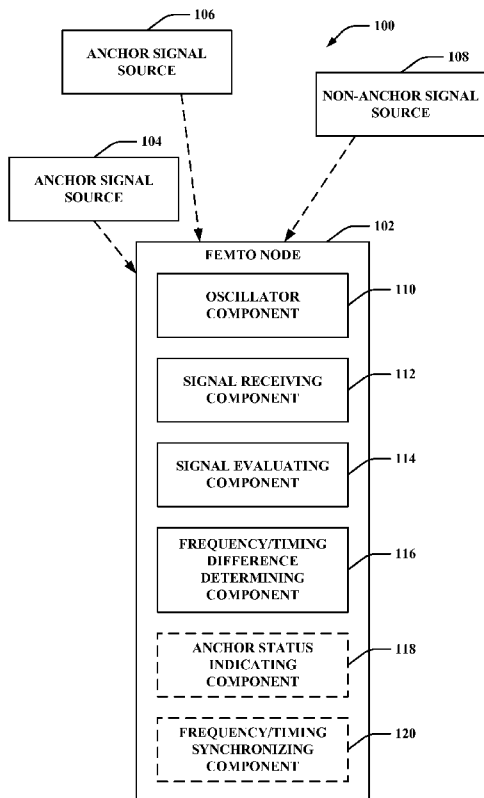 106
ANCHOR SIGNAL
SOURCE
100
108
NON-ANCHOR SIGNAL
SOURCE
104
ANCHOR SIGNAL
SOURCE
102
FEMTO NODE
OSCILLATOR
COMPONENT
110
SIGNAL RECEIVING
COMPONENT
112
SIGNAL EVALUATING
COMPONENT
114
FREQUENCY/TIMING
DIFFERENCE
DETERMINING
COMPONENT
116
ANCHOR STATUS
INDICATING
COMPONENT
118
FREQUENCY/TIMING
SYNCHRONIZING
COMPONENT
120